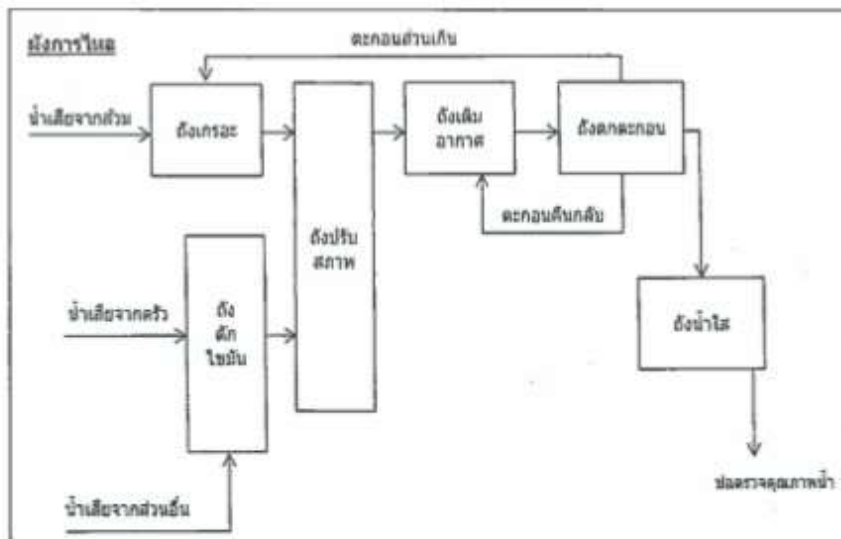 ผังการไหล
ตะกอนส่วนเกิน
น้ำเสียจากส้วม
ถังเกรอะ
ถังเติม
อากาศ
ถังตกตะกอน
ตะกอนคืนกลับ
ถังปรับ
สภาพ
น้ำเสียจากครัว
ถัง
ดัก
ไขมัน
ถังน้ำใส
น้ำเสียจากส่วนอื่น
บ่อตรวจคุณภาพน้ำ